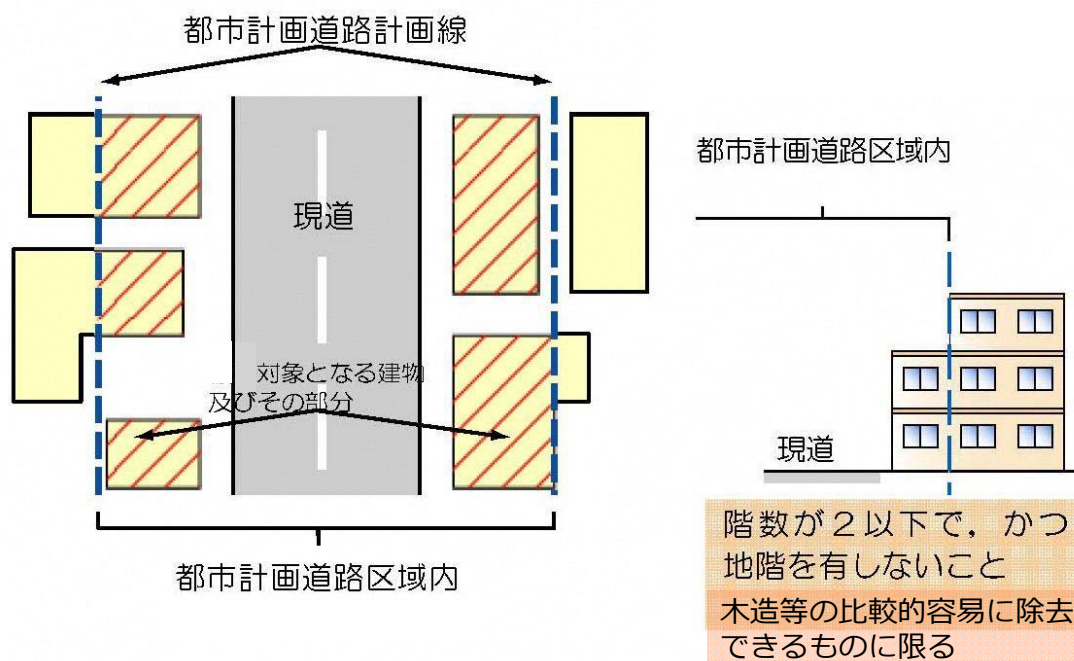 都市計画道路計画線
現道
対象となる建物
及びその部分
都市計画道路区域内
都市計画道路区域内
現道
階数が２以下で，かつ
地階を有しないこと
木造等の比較的容易に除去
できるものに限る